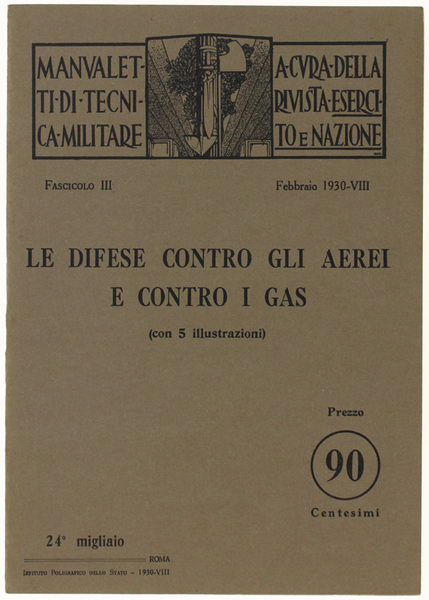 MANVALET-
TI·DI·TECNI-
CA·MILITARE
A·CVRA·DELLA
RIVISTA·ESERCI-
TO E NAZIONE
FASCICOLO III
Febbraio 1930-VIII
LE DIFESE CONTRO GLI AEREI
E CONTRO I GAS
(con 5 illustrazioni)
Prezzo
90
Centesimi
24° migliaio
ROMA
ISTITUTO POLIGRAFICO DELLO STATO - 1930-VIII